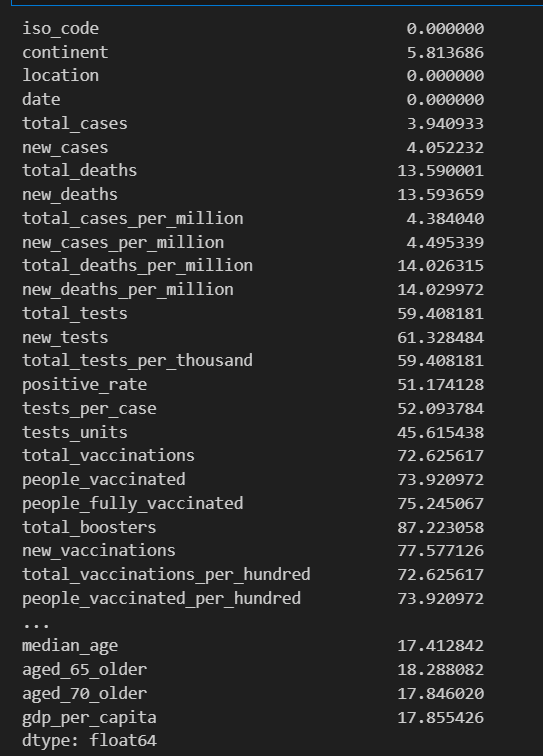 iso_code 0.000000
continent 5.813686
location 0.000000
date 0.000000
total_cases 3.940933
new_cases 4.052232
total_deaths 13.590001
new_deaths 13.593659
total_cases_per_million 4.384040
new_cases_per_million 4.495339
total_deaths_per_million 14.026315
new_deaths_per_million 14.029972
total_tests 59.408181
new_tests 61.328484
total_tests_per_thousand 59.408181
positive_rate 51.174128
tests_per_case 52.093784
tests_units 45.615438
total_vaccinations 72.625617
people_vaccinated 73.920972
people_fully_vaccinated 75.245067
total_boosters 87.223058
new_vaccinations 77.577126
total_vaccinations_per_hundred 72.625617
people_vaccinated_per_hundred 73.920972
...
median_age 17.412842
aged_65_older 18.288082
aged_70_older 17.846020
gdp_per_capita 17.855426
dtype: float64